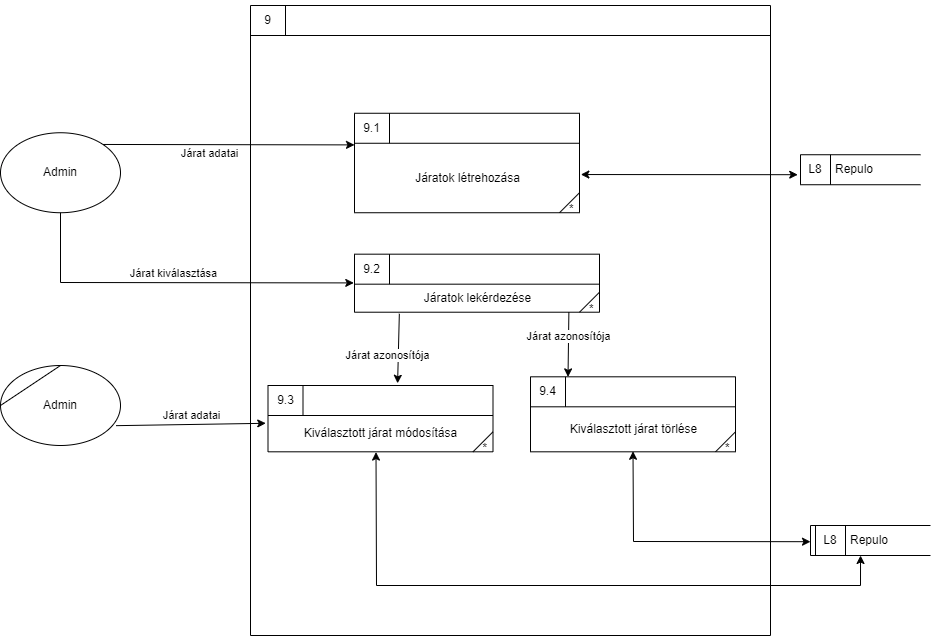 9
9.1
Járat adatai
Admin
Járatok létrehozása
L8 Repulo
*
9.2
Járat kiválasztása
Járatok lekérdezése
*
Járat azonosítója
Járat azonosítója
9.3
9.4
Admin
Járat adatai
Kiválasztott járat módosítása
Kiválasztott járat törlése
*
*
L8 Repulo